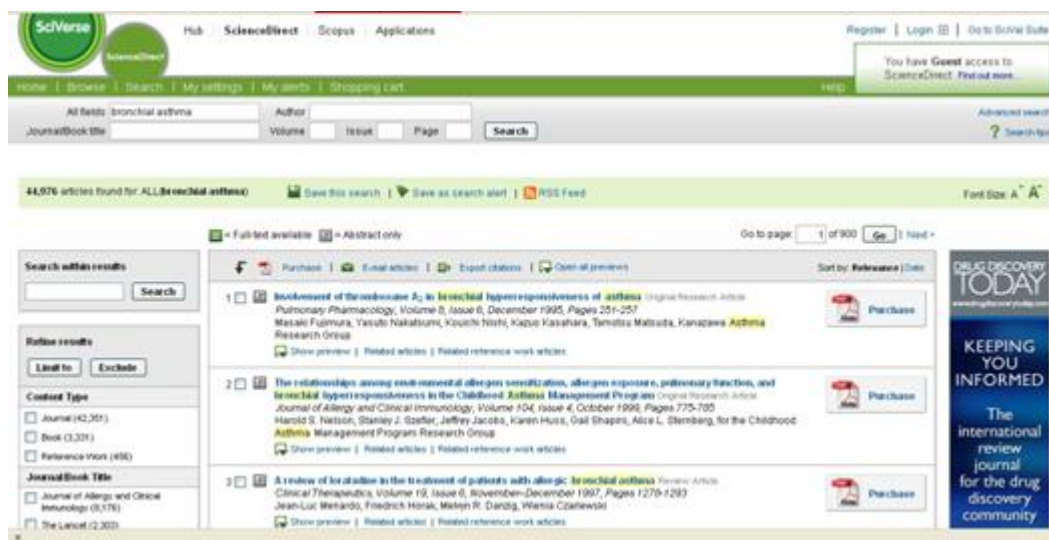 SciVerse
ScienceDirect
Hub ScienceDirect Scopus Applications
Register | Login | Go to SciVal Suite
You have Guest access to
ScienceDirect Find out more...
Home | Browse | Search | My settings | My alerts | Shopping cart
Help
All fields bronchial asthma Author
Advanced search
Journal/Book title Volume Issue Page Search
? Search tips
44,976 articles found for: ALL(bronchial asthma) Save this search | Save as search alert | RSS Feed
Font Size: A- A+
= Full-text available = Abstract only
Go to page: 1 of 900 Go | Next >
Search within results
Search
Purchase | E-mail articles | Export citations | Open all previews
Sort by: Relevance | Date
1 Involvement of thromboxane A2 in bronchial hyperresponsiveness of asthma Original Research Article
Pulmonary Pharmacology, Volume 8, Issue 6, December 1995, Pages 251-257
Masaki Fujimura, Yasuto Nakatsumi, Kouichi Nishi, Kazuo Kasahara, Tamotsu Matsuda, Kanazawa Asthma
Research Group
Show preview | Related articles | Related reference work articles
PDF Purchase
Refine results
Limit to Exclude
Content Type
Journal (42,351)
Book (3,331)
Reference Work (456)
Journal/Book Title
Journal of Allergy and Clinical
Immunology (8,176)
The Lancet (2,303)
2 The relationships among environmental allergen sensitization, allergen exposure, pulmonary function, and
bronchial hyperresponsiveness in the Childhood Asthma Management Program Original Research Article
Journal of Allergy and Clinical Immunology, Volume 104, Issue 4, October 1999, Pages 775-785
Harold S. Nelson, Stanley J. Szefler, Jeffrey Jacobs, Karen Huss, Gail Shapiro, Alice L. Sternberg, for the Childhood
Asthma Management Program Research Group
Show preview | Related articles | Related reference work articles
PDF Purchase
3 A review of loratadine in the treatment of patients with allergic bronchial asthma Review Article
Clinical Therapeutics, Volume 19, Issue 6, November-December 1997, Pages 1278-1293
Jean-Luc Menardo, Friedrich Horak, Melvyn R. Danzig, Wienia Czarlewski
Show preview | Related articles | Related reference work articles
PDF Purchase
DRUG DISCOVERY
TODAY
www.drugdiscoverytoday.com
KEEPING
YOU
INFORMED
The
international
review
journal
for the drug
discovery
community